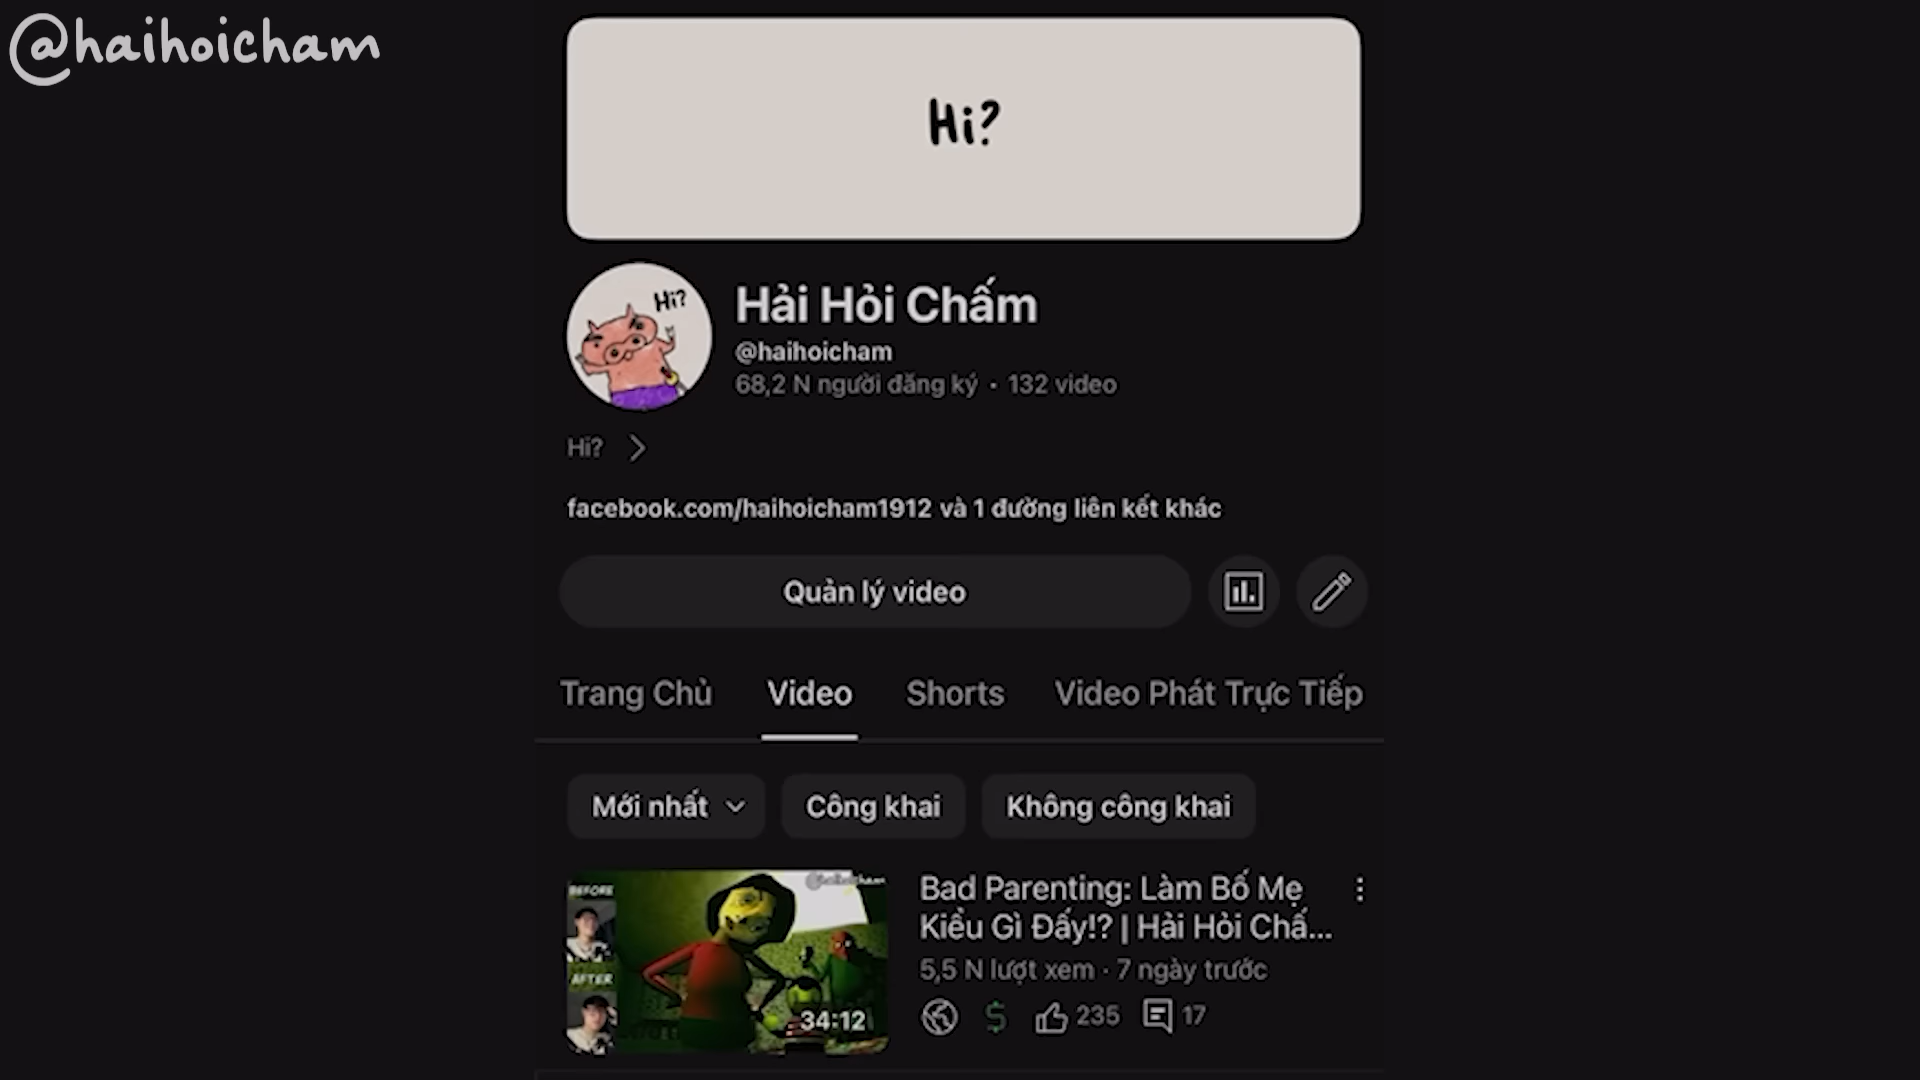 @haihoicham
Hi?
Hi?
Hải Hỏi Chấm
@haihoicham
68,2 N người đăng ký • 132 video
Hi?
facebook.com/haihoicham1912 và 1 đường liên kết khác
Quản lý video
Trang Chủ Video Shorts Video Phát Trực Tiếp
Mới nhất Công khai Không công khai
BEFORE
@haihoicham
AFTER
34:12
Bad Parenting: Làm Bố Mẹ
Kiểu Gì Đấy!? | Hải Hỏi Chấ...
5,5 N lượt xem · 7 ngày trước
235 17